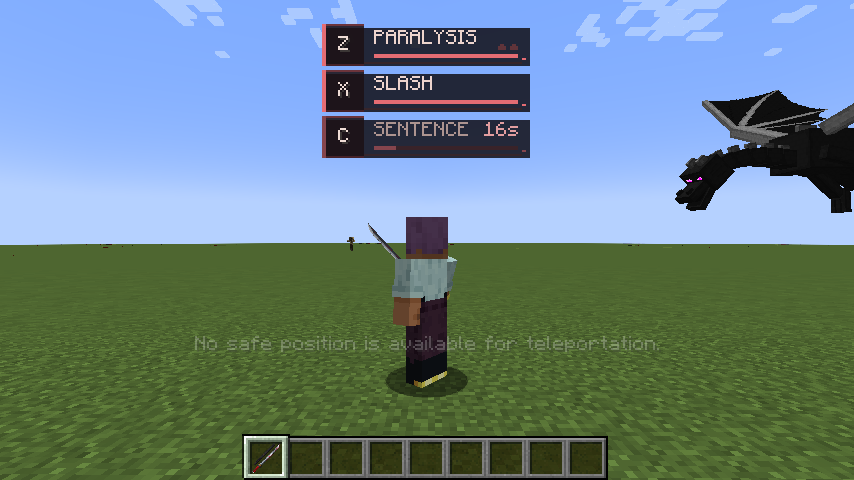 Z PARALYSIS
X SLASH
C SENTENCE 16s
No safe position is available for teleportation.